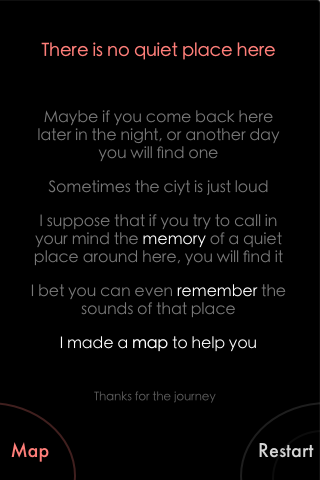 There is no quiet place here
Maybe if you come back here
later in the night, or another day
you will find one
Sometimes the ciyt is just loud
I suppose that if you try to call in
your mind the memory of a quiet
place around here, you will find it
I bet you can even remember the
sounds of that place
I made a map to help you
Thanks for the journey
Map
Restart